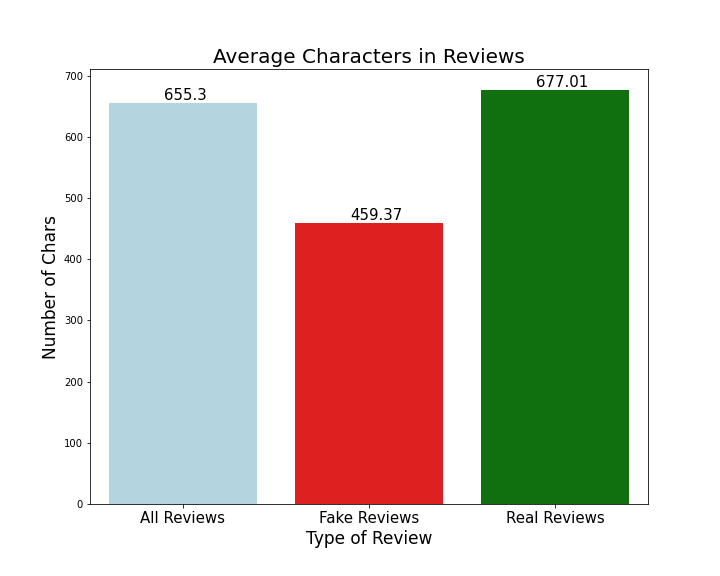 Average Characters in Reviews
Number of Chars
700
600
500
400
300
200
100
0
655.3
459.37
677.01
All Reviews
Fake Reviews
Real Reviews
Type of Review